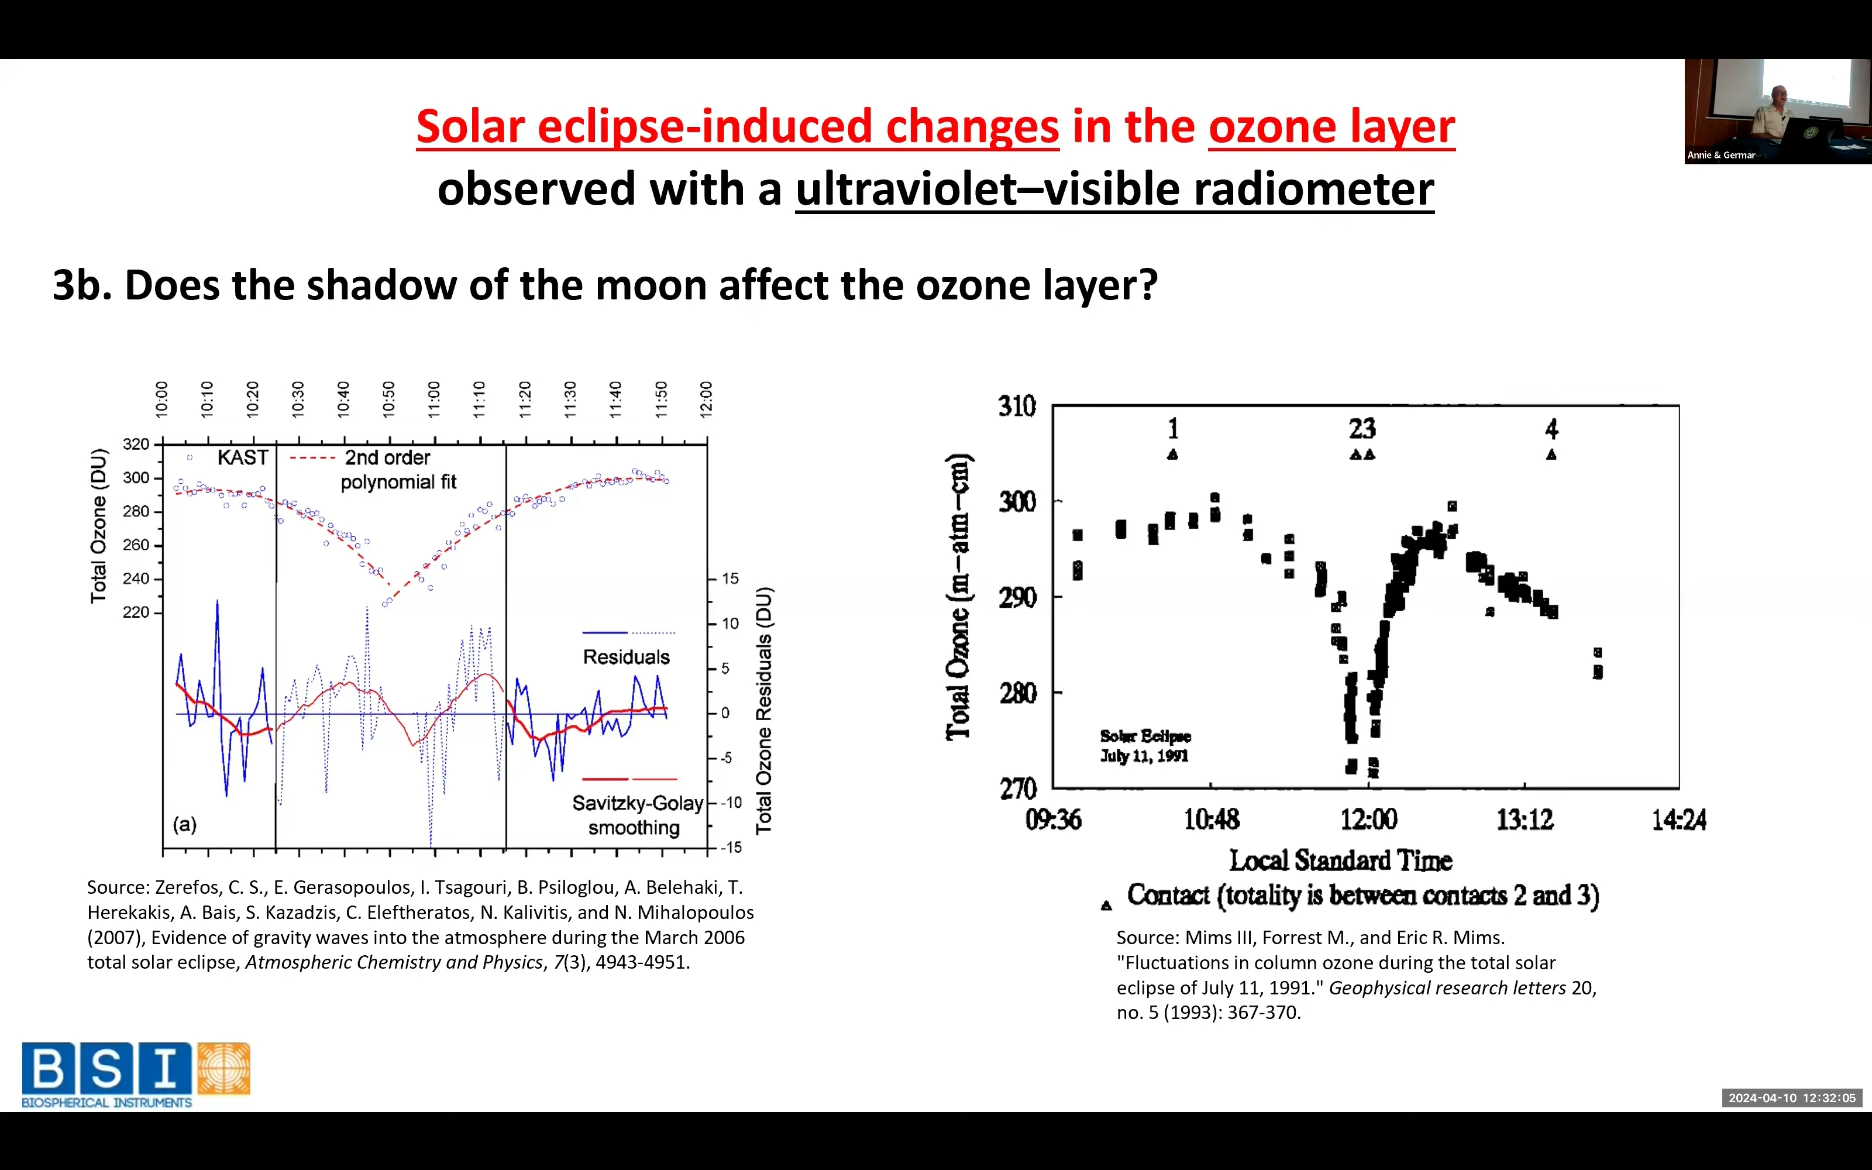 Solar eclipse-induced changes in the ozone layer
observed with a ultraviolet–visible radiometer
Annie & Germar
3b. Does the shadow of the moon affect the ozone layer?
10:00
10:10
10:20
10:30
10:40
10:50
11:00
11:10
11:20
11:30
11:40
11:50
12:00
Total Ozone (DU)
320
300
280
260
240
220
KAST
2nd order
polynomial fit
15
10
5
0
-5
-10
-15
Total Ozone Residuals (DU)
Residuals
Savitzky-Golay
smoothing
(a)
Source: Zerefos, C. S., E. Gerasopoulos, I. Tsagouri, B. Psiloglou, A. Belehaki, T.
Herekakis, A. Bais, S. Kazadzis, C. Eleftheratos, N. Kalivitis, and N. Mihalopoulos
(2007), Evidence of gravity waves into the atmosphere during the March 2006
total solar eclipse, Atmospheric Chemistry and Physics, 7(3), 4943-4951.
Total Ozone (m-atm-cm)
310
300
290
280
270
1
23
4
Solar Eclipse
July 11, 1991
09:36
10:48
12:00
13:12
14:24
Local Standard Time
Contact (totality is between contacts 2 and 3)
Source: Mims III, Forrest M., and Eric R. Mims.
"Fluctuations in column ozone during the total solar
eclipse of July 11, 1991." Geophysical research letters 20,
no. 5 (1993): 367-370.
BSI
BIOSPHERICAL INSTRUMENTS
2024-04-10 12:32:05